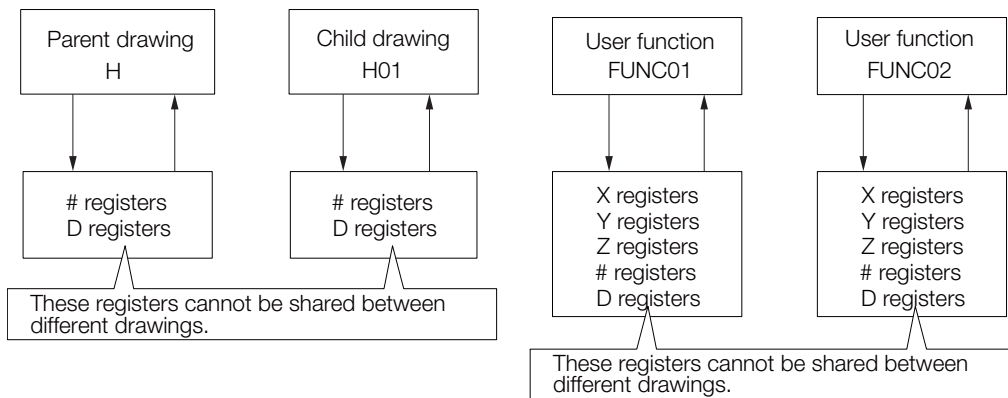 Parent drawing
H
Child drawing
H01
User function
FUNC01
User function
FUNC02
# registers
D registers
# registers
D registers
X registers
Y registers
Z registers
# registers
D registers
X registers
Y registers
Z registers
# registers
D registers
These registers cannot be shared between
different drawings.
These registers cannot be shared between
different drawings.